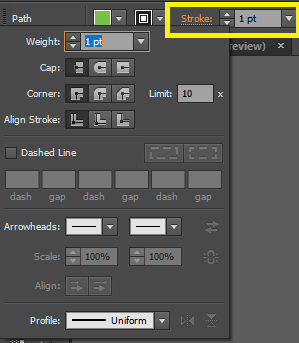 Path Stroke: 1 pt
Weight: 1 pt
review)
Cap:
Corner: Limit: 10 x
Align Stroke:
Dashed Line
dash gap dash gap dash gap
Arrowheads:
Scale: 100% 100%
Align:
Profile: Uniform